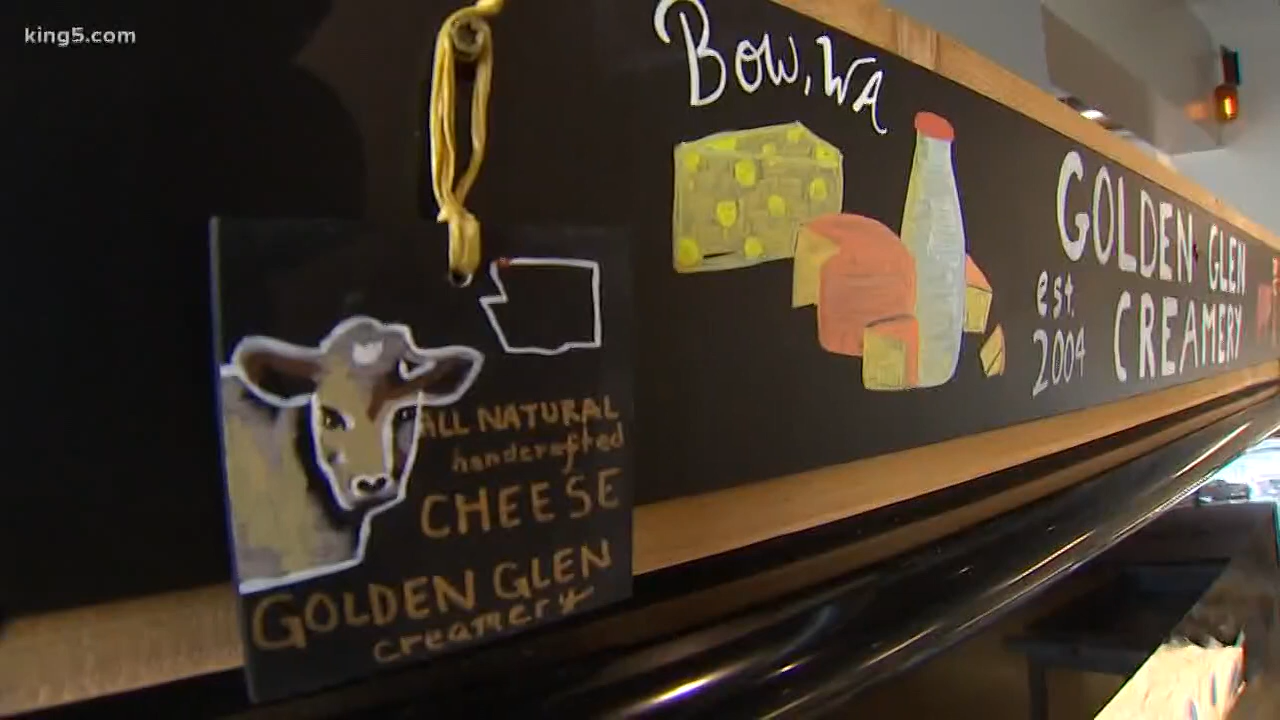 king5.com
Bow, WA
GOLDEN GLEN
est.
2004
CREAMERY
ALL NATURAL
handcrafted
CHEESE
GOLDEN GLEN
creamery